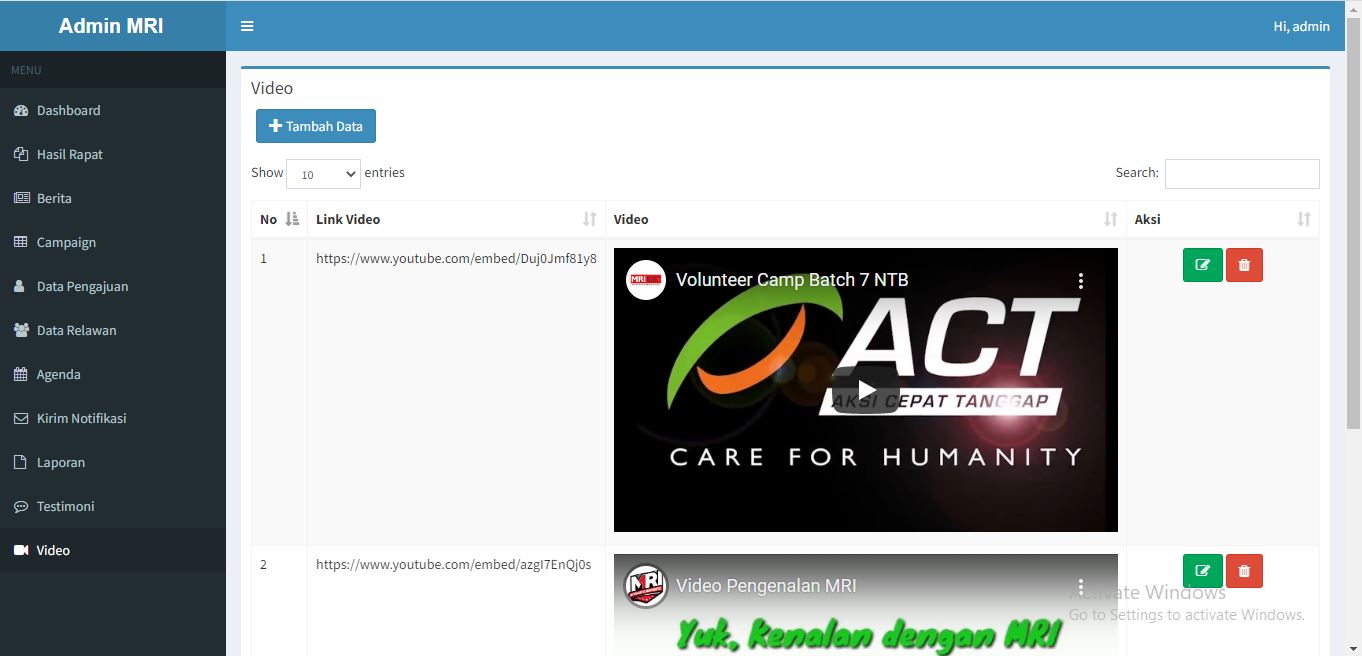 Admin MRI
Hi, admin
MENU
Dashboard
Hasil Rapat
Berita
Campaign
Data Pengajuan
Data Relawan
Agenda
Kirim Notifikasi
Laporan
Testimoni
Video
Video
Tambah Data
Show 10 entries
Search:
No Link Video Video Aksi
1 https://www.youtube.com/embed/Duj0Jmf81y8
MRI
Volunteer Camp Batch 7 NTB
ACT
AKSI CEPAT TANGGAP
CARE FOR HUMANITY
2 https://www.youtube.com/embed/azgI7EnQj0s
MRI
Video Pengenalan MRI
Yuk, Kenalan dengan MRI
Activate Windows
Go to Settings to activate Windows.